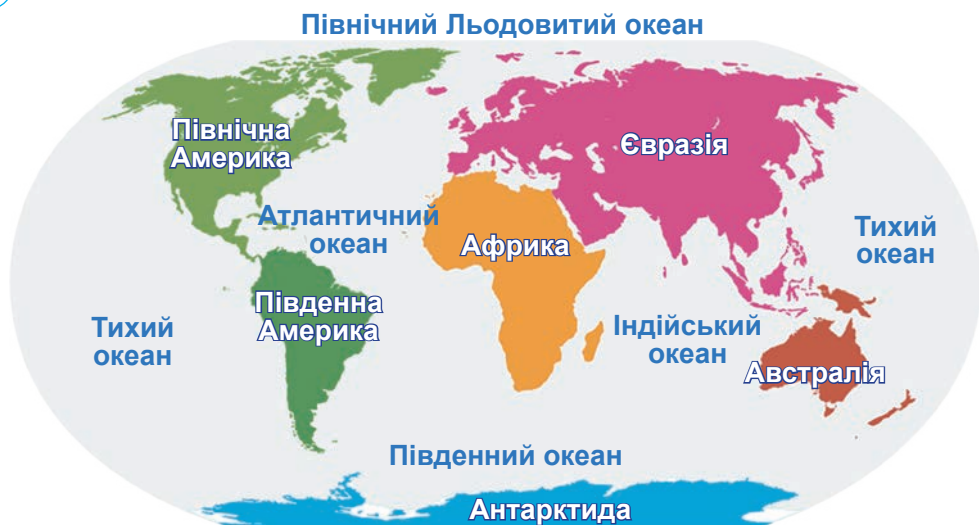 Північний Льодовитий океан
Північна
Америка
Євразія
Атлантичний
океан
Африка
Тихий
океан
Південна
Америка
Тихий
океан
Індійський
океан
Австралія
Південний океан
Антарктида